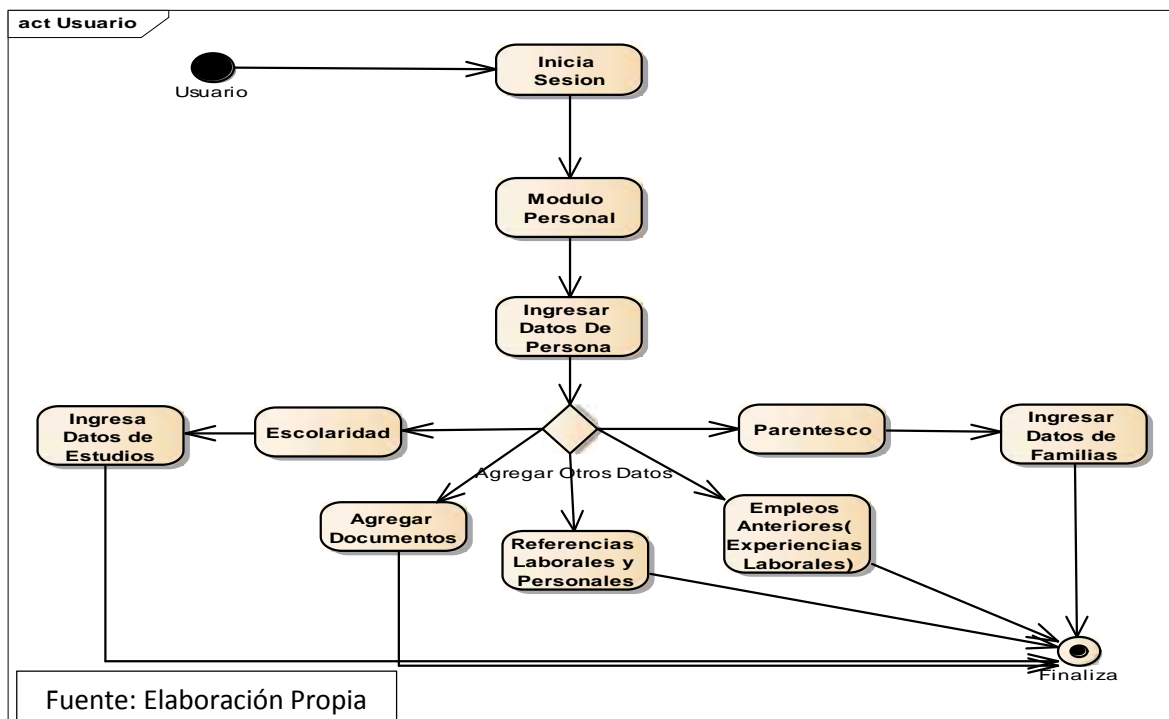 act Usuario
Usuario
Inicia
Sesion
Modulo
Personal
Ingresar
Datos De
Persona
Agregar Otros Datos
Ingresa
Datos de
Estudios
Escolaridad
Parentesco
Ingresar
Datos de
Familias
Agregar
Documentos
Referencias
Laborales y
Personales
Empleos
Anteriores(
Experiencias
Laborales)
Finaliza
Fuente: Elaboración Propia